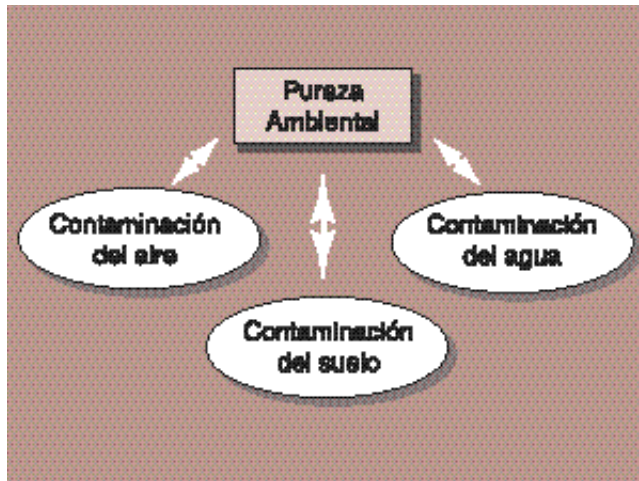 Pureza
Ambiental
Contaminación
del aire
Contaminación
del agua
Contaminación
del suelo